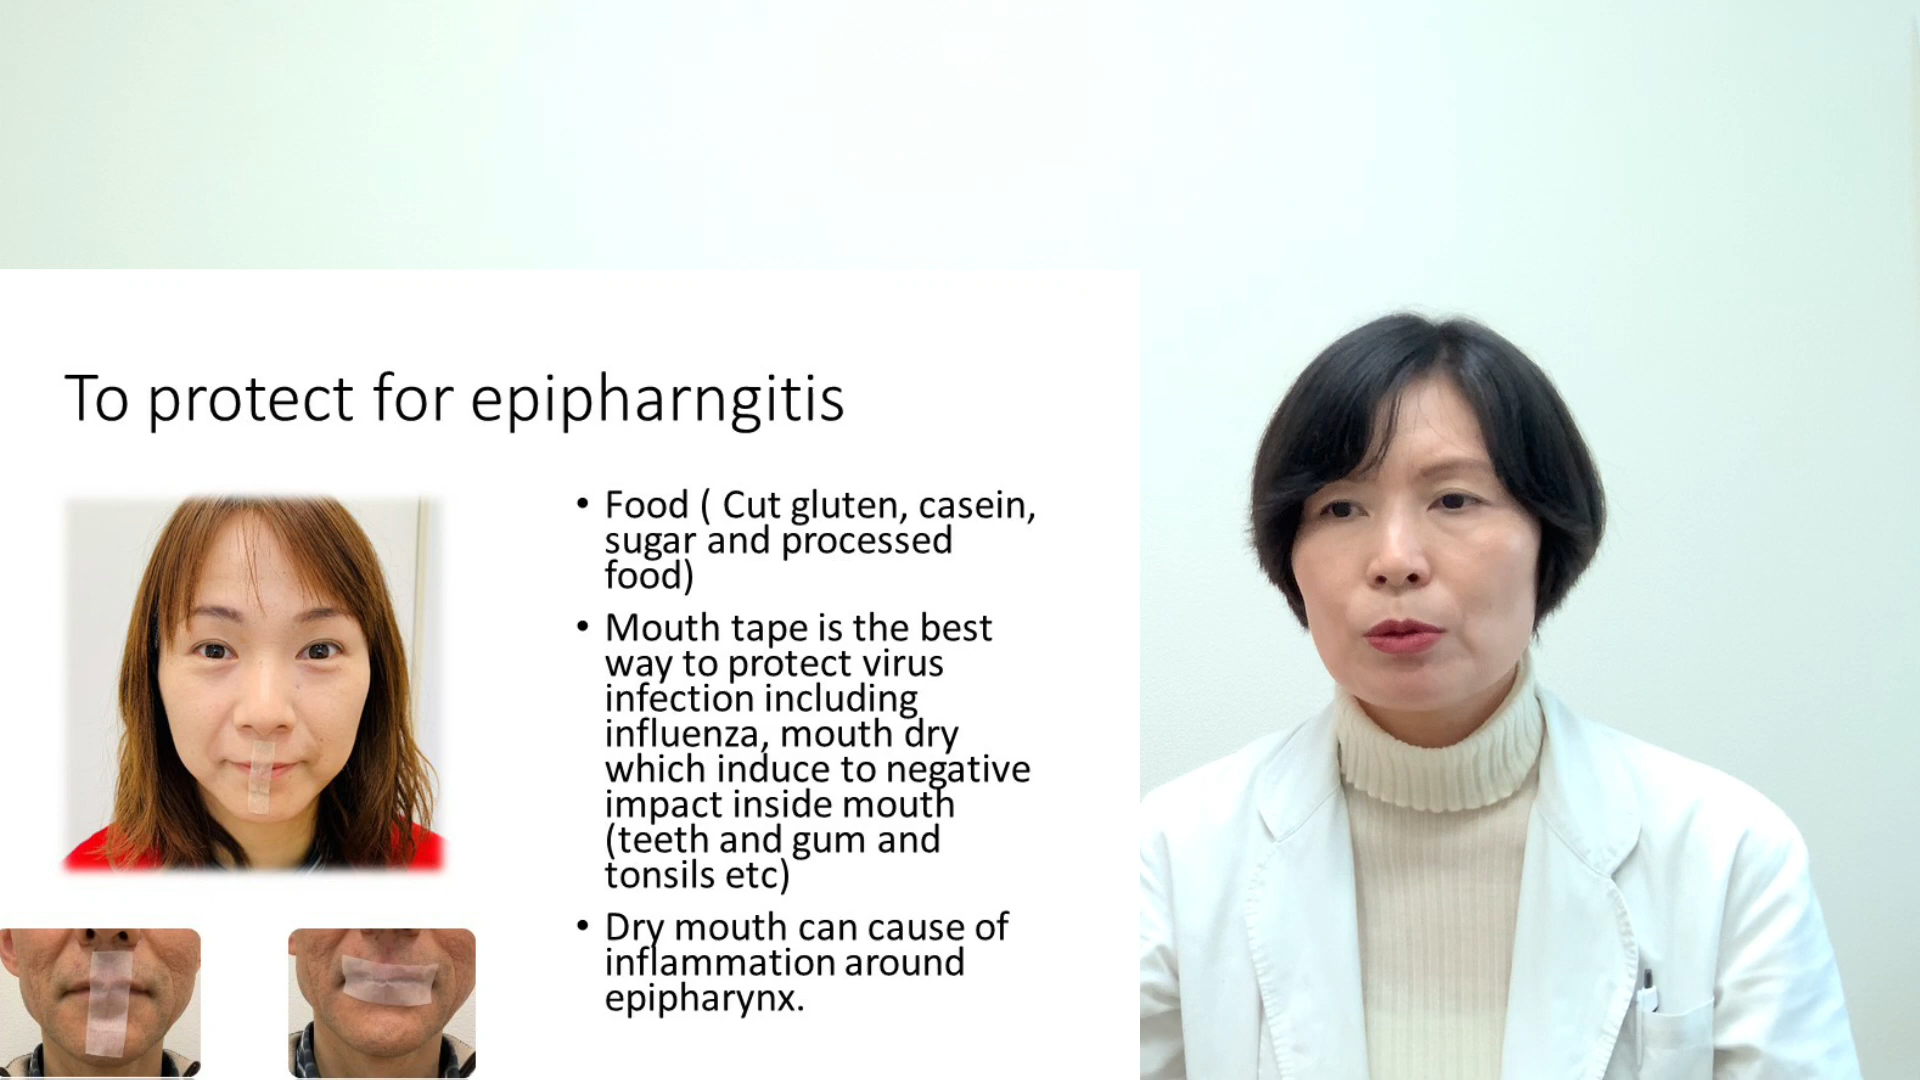 To protect for epipharngitis
• Food ( Cut gluten, casein,
sugar and processed
food)
• Mouth tape is the best
way to protect virus
infection including
influenza, mouth dry
which induce to negative
impact inside mouth
(teeth and gum and
tonsils etc)
• Dry mouth can cause of
inflammation around
epipharynx.